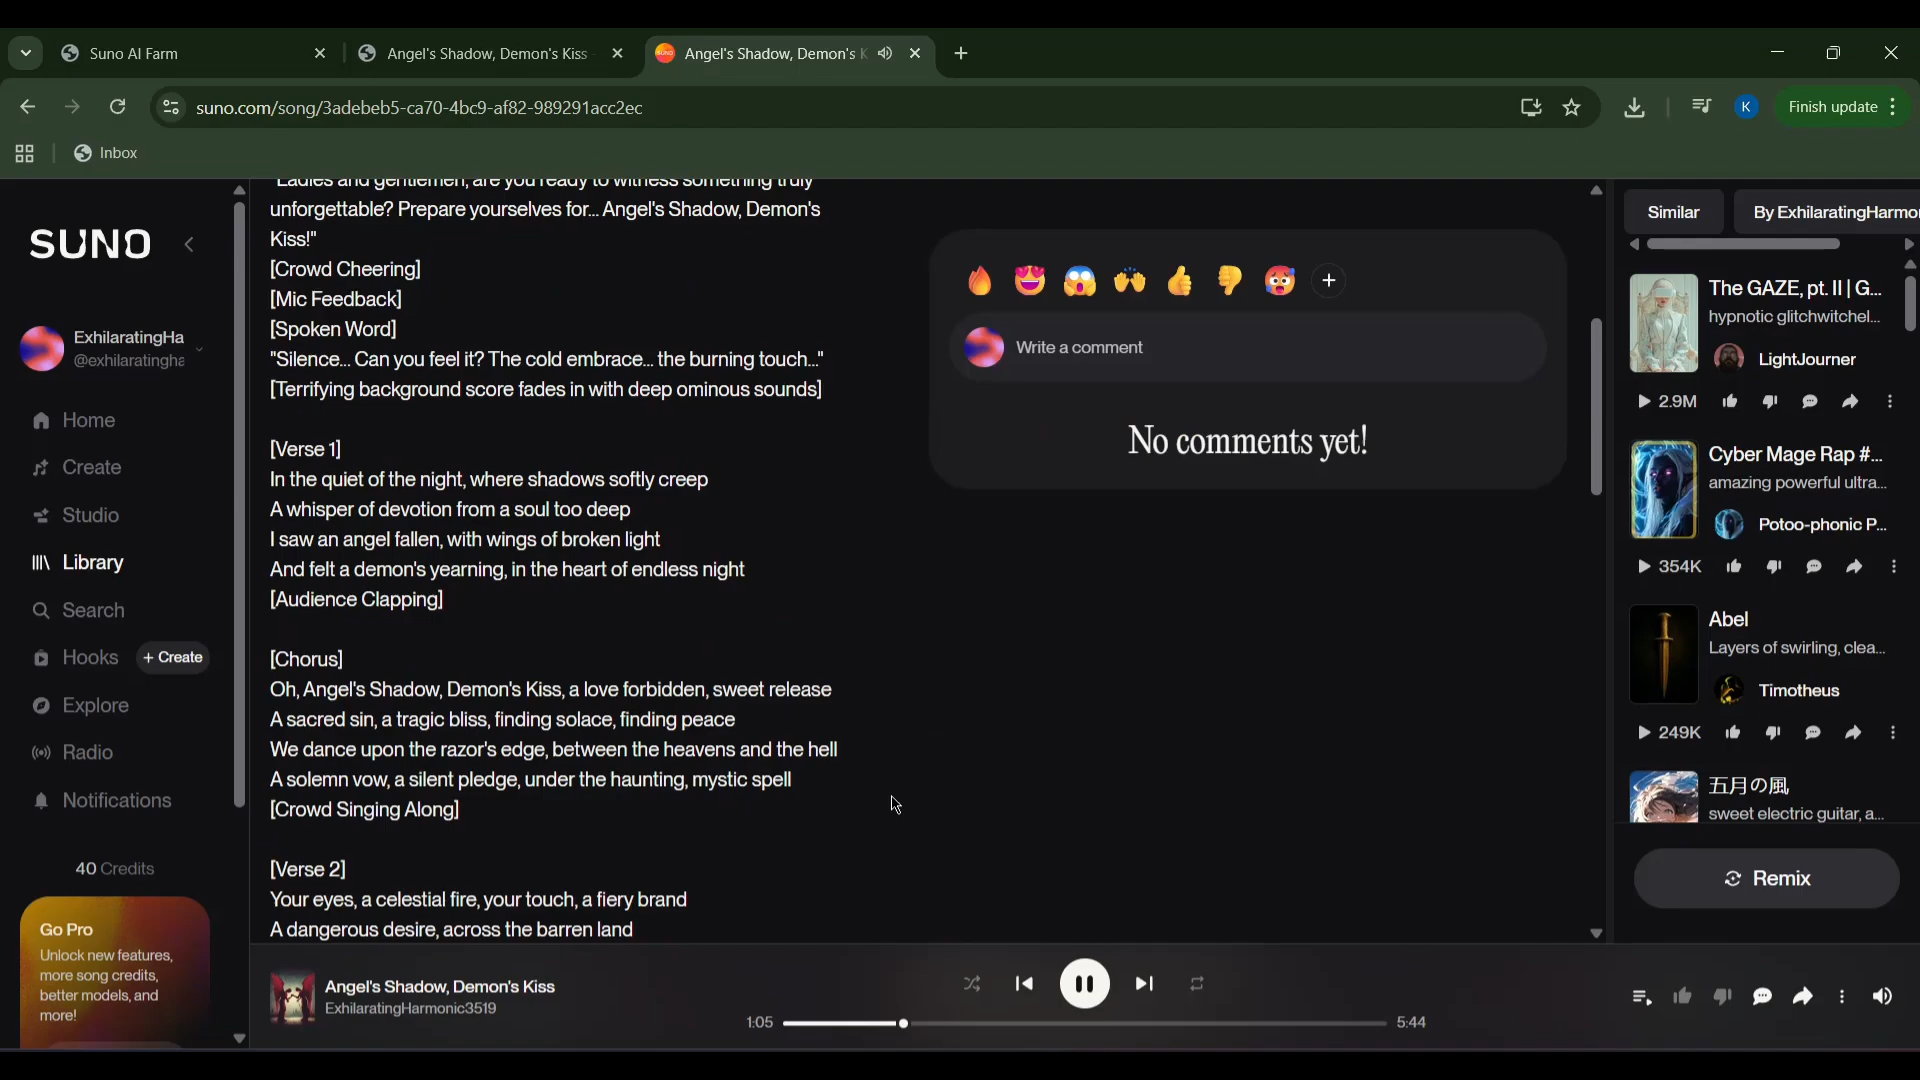 Suno AI Farm
Angel's Shadow, Demon's Kiss
Angel's Shadow, Demon's K
suno.com/song/3adebeb5-ca70-4bc9-af82-989291acc2ec
K
Finish update
Inbox
SUNO
ExhilaratingHa
@exhilaratingha
Home
Create
Studio
Library
Search
Hooks
+ Create
Explore
Radio
Notifications
40 Credits
Go Pro
Unlock new features,
more song credits,
better models, and
more!
"Ladies and gentlemen, are you ready to witness something truly
unforgettable? Prepare yourselves for... Angel's Shadow, Demon's
Kiss!"
[Crowd Cheering]
[Mic Feedback]
[Spoken Word]
"Silence... Can you feel it? The cold embrace... the burning touch..."
[Terrifying background score fades in with deep ominous sounds]
[Verse 1]
In the quiet of the night, where shadows softly creep
A whisper of devotion from a soul too deep
I saw an angel fallen, with wings of broken light
And felt a demon's yearning, in the heart of endless night
[Audience Clapping]
[Chorus]
Oh, Angel's Shadow, Demon's Kiss, a love forbidden, sweet release
A sacred sin, a tragic bliss, finding solace, finding peace
We dance upon the razor's edge, between the heavens and the hell
A solemn vow, a silent pledge, under the haunting, mystic spell
[Crowd Singing Along]
[Verse 2]
Your eyes, a celestial fire, your touch, a fiery brand
A dangerous desire, across the barren land
Write a comment
No comments yet!
Similar
By ExhilaratingHarmo
The GAZE, pt. II | G...
hypnotic glitchwitchel...
LightJourner
2.9M
Cyber Mage Rap #...
amazing powerful ultra...
Potoo-phonic P...
354K
Abel
Layers of swirling, clea...
Timotheus
249K
五月の風
sweet electric guitar, a...
Remix
Angel's Shadow, Demon's Kiss
ExhilaratingHarmonic3519
1:05
5:44